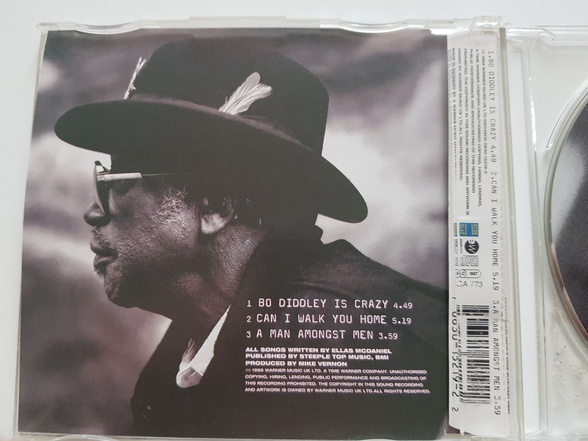 1 BO DIDDLEY IS CRAZY 4.49
2 CAN I WALK YOU HOME 5.19
3 A MAN AMONGST MEN 3.59
ALL SONGS WRITTEN BY ELLAS MCDANIEL
PUBLISHED BY STEEPLE TOP MUSIC, BMI
PRODUCED BY MIKE VERNON
1996 WARNER MUSIC UK LTD. A TIME WARNER COMPANY. UNAUTHORISED
COPYING, HIRING, LENDING, PUBLIC PERFORMANCE AND BROADCASTING OF
THIS RECORDING PROHIBITED. THE COPYRIGHT IN THIS SOUND RECORDING
AND ARTWORK IS OWNED BY WARNER MUSIC UK LTD.ALL RIGHTS RESERVED.
1.BO DIDDLEY IS CRAZY 4.49 2.CAN I WALK YOU HOME 5.19 3.A MAN AMONGST MEN 3.59